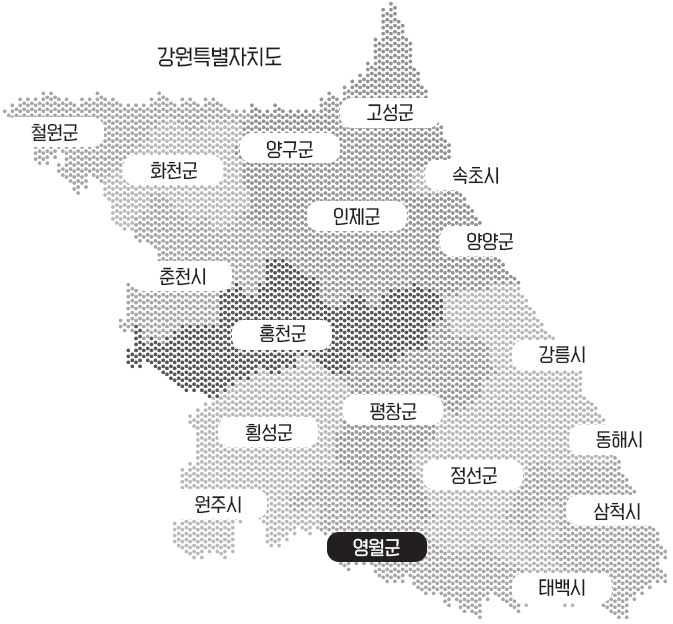 강원특별자치도
고성군
철원군
양구군
화천군
속초시
인제군
양양군
춘천시
홍천군
강릉시
평창군
횡성군
동해시
정선군
원주시
삼척시
영월군
태백시